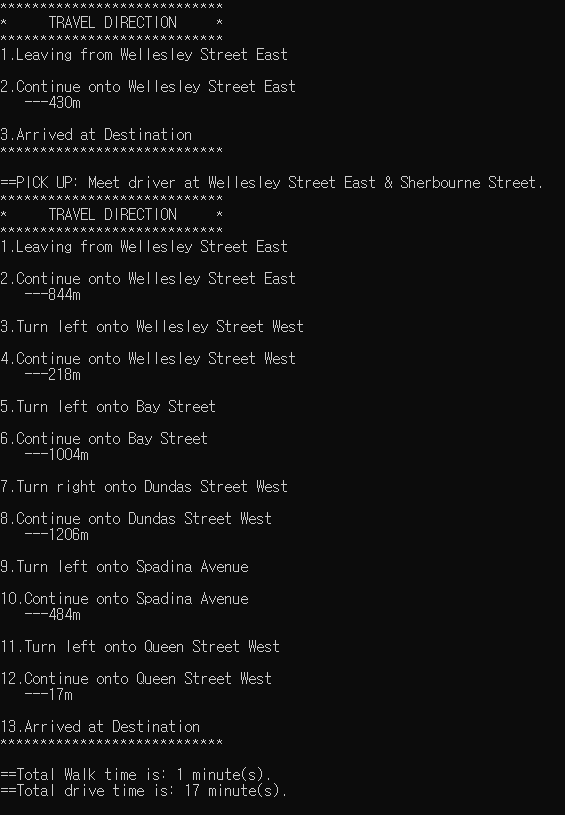 ****************************
*     TRAVEL DIRECTION     *
****************************
1.Leaving from Wellesley Street East
2.Continue onto Wellesley Street East
---430m
3.Arrived at Destination
****************************
==PICK UP: Meet driver at Wellesley Street East & Sherbourne Street.
****************************
*     TRAVEL DIRECTION     *
****************************
1.Leaving from Wellesley Street East
2.Continue onto Wellesley Street East
---844m
3.Turn left onto Wellesley Street West
4.Continue onto Wellesley Street West
---218m
5.Turn left onto Bay Street
6.Continue onto Bay Street
---1004m
7.Turn right onto Dundas Street West
8.Continue onto Dundas Street West
---1206m
9.Turn left onto Spadina Avenue
10.Continue onto Spadina Avenue
---484m
11.Turn left onto Queen Street West
12.Continue onto Queen Street West
---17m
13.Arrived at Destination
****************************
==Total Walk time is: 1 minute(s).
==Total drive time is: 17 minute(s).